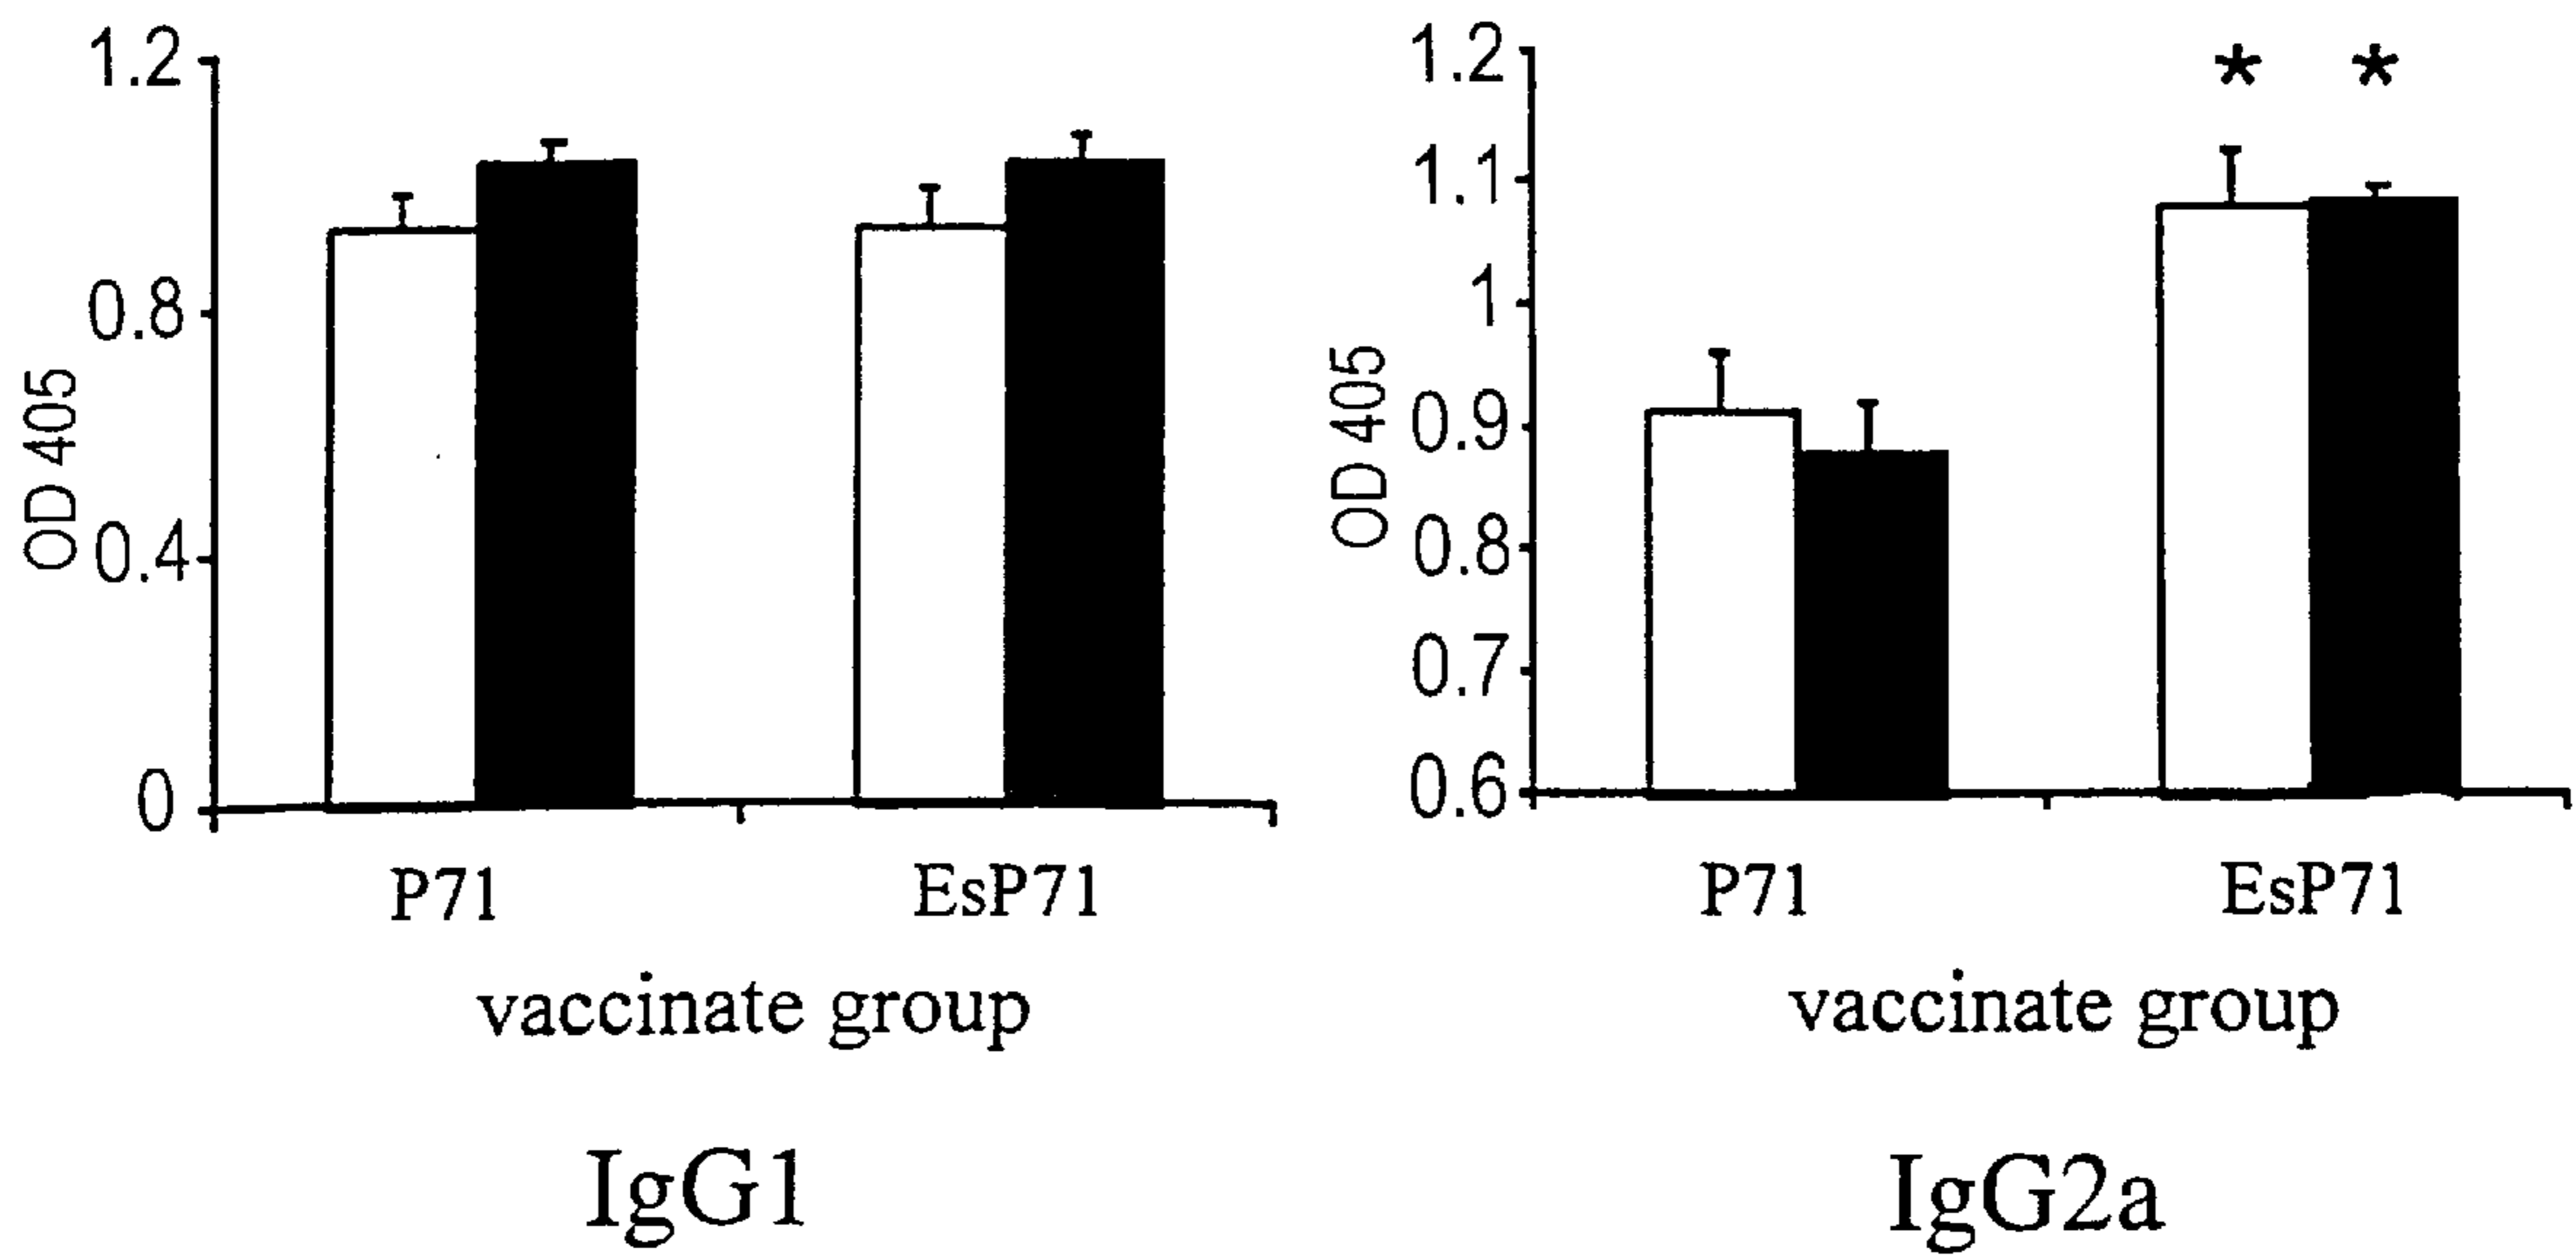 1.2
0.8
0.4
0
OD 405
P71 EsP71
vaccinate group
IgG1
1.2
1.1
1
0.9
0.8
0.7
0.6
OD 405
* *
P71 EsP71
vaccinate group
IgG2a